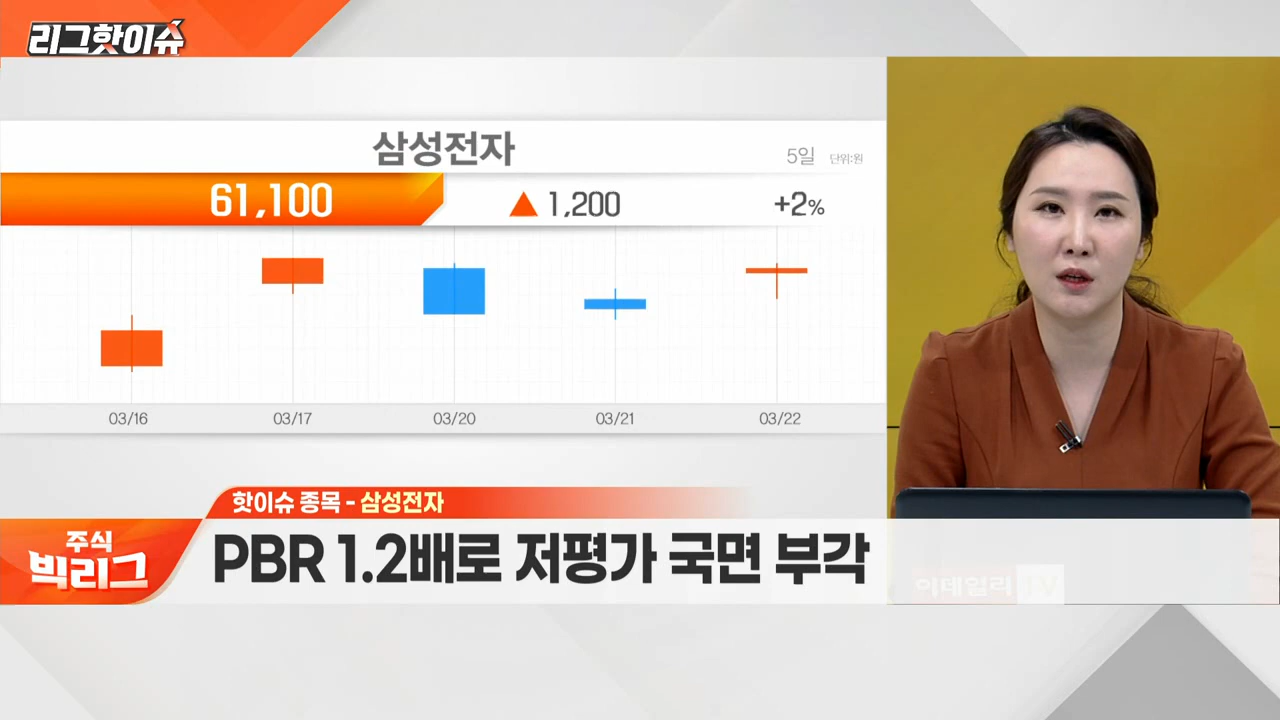 리그핫이슈
삼성전자
5일 단위:원
61,100 ▲ 1,200 +2%
03/16 03/17 03/20 03/21 03/22
핫이슈 종목 - 삼성전자
주식
빅리그
PBR 1.2배로 저평가 국면 부각
이데일리 TV